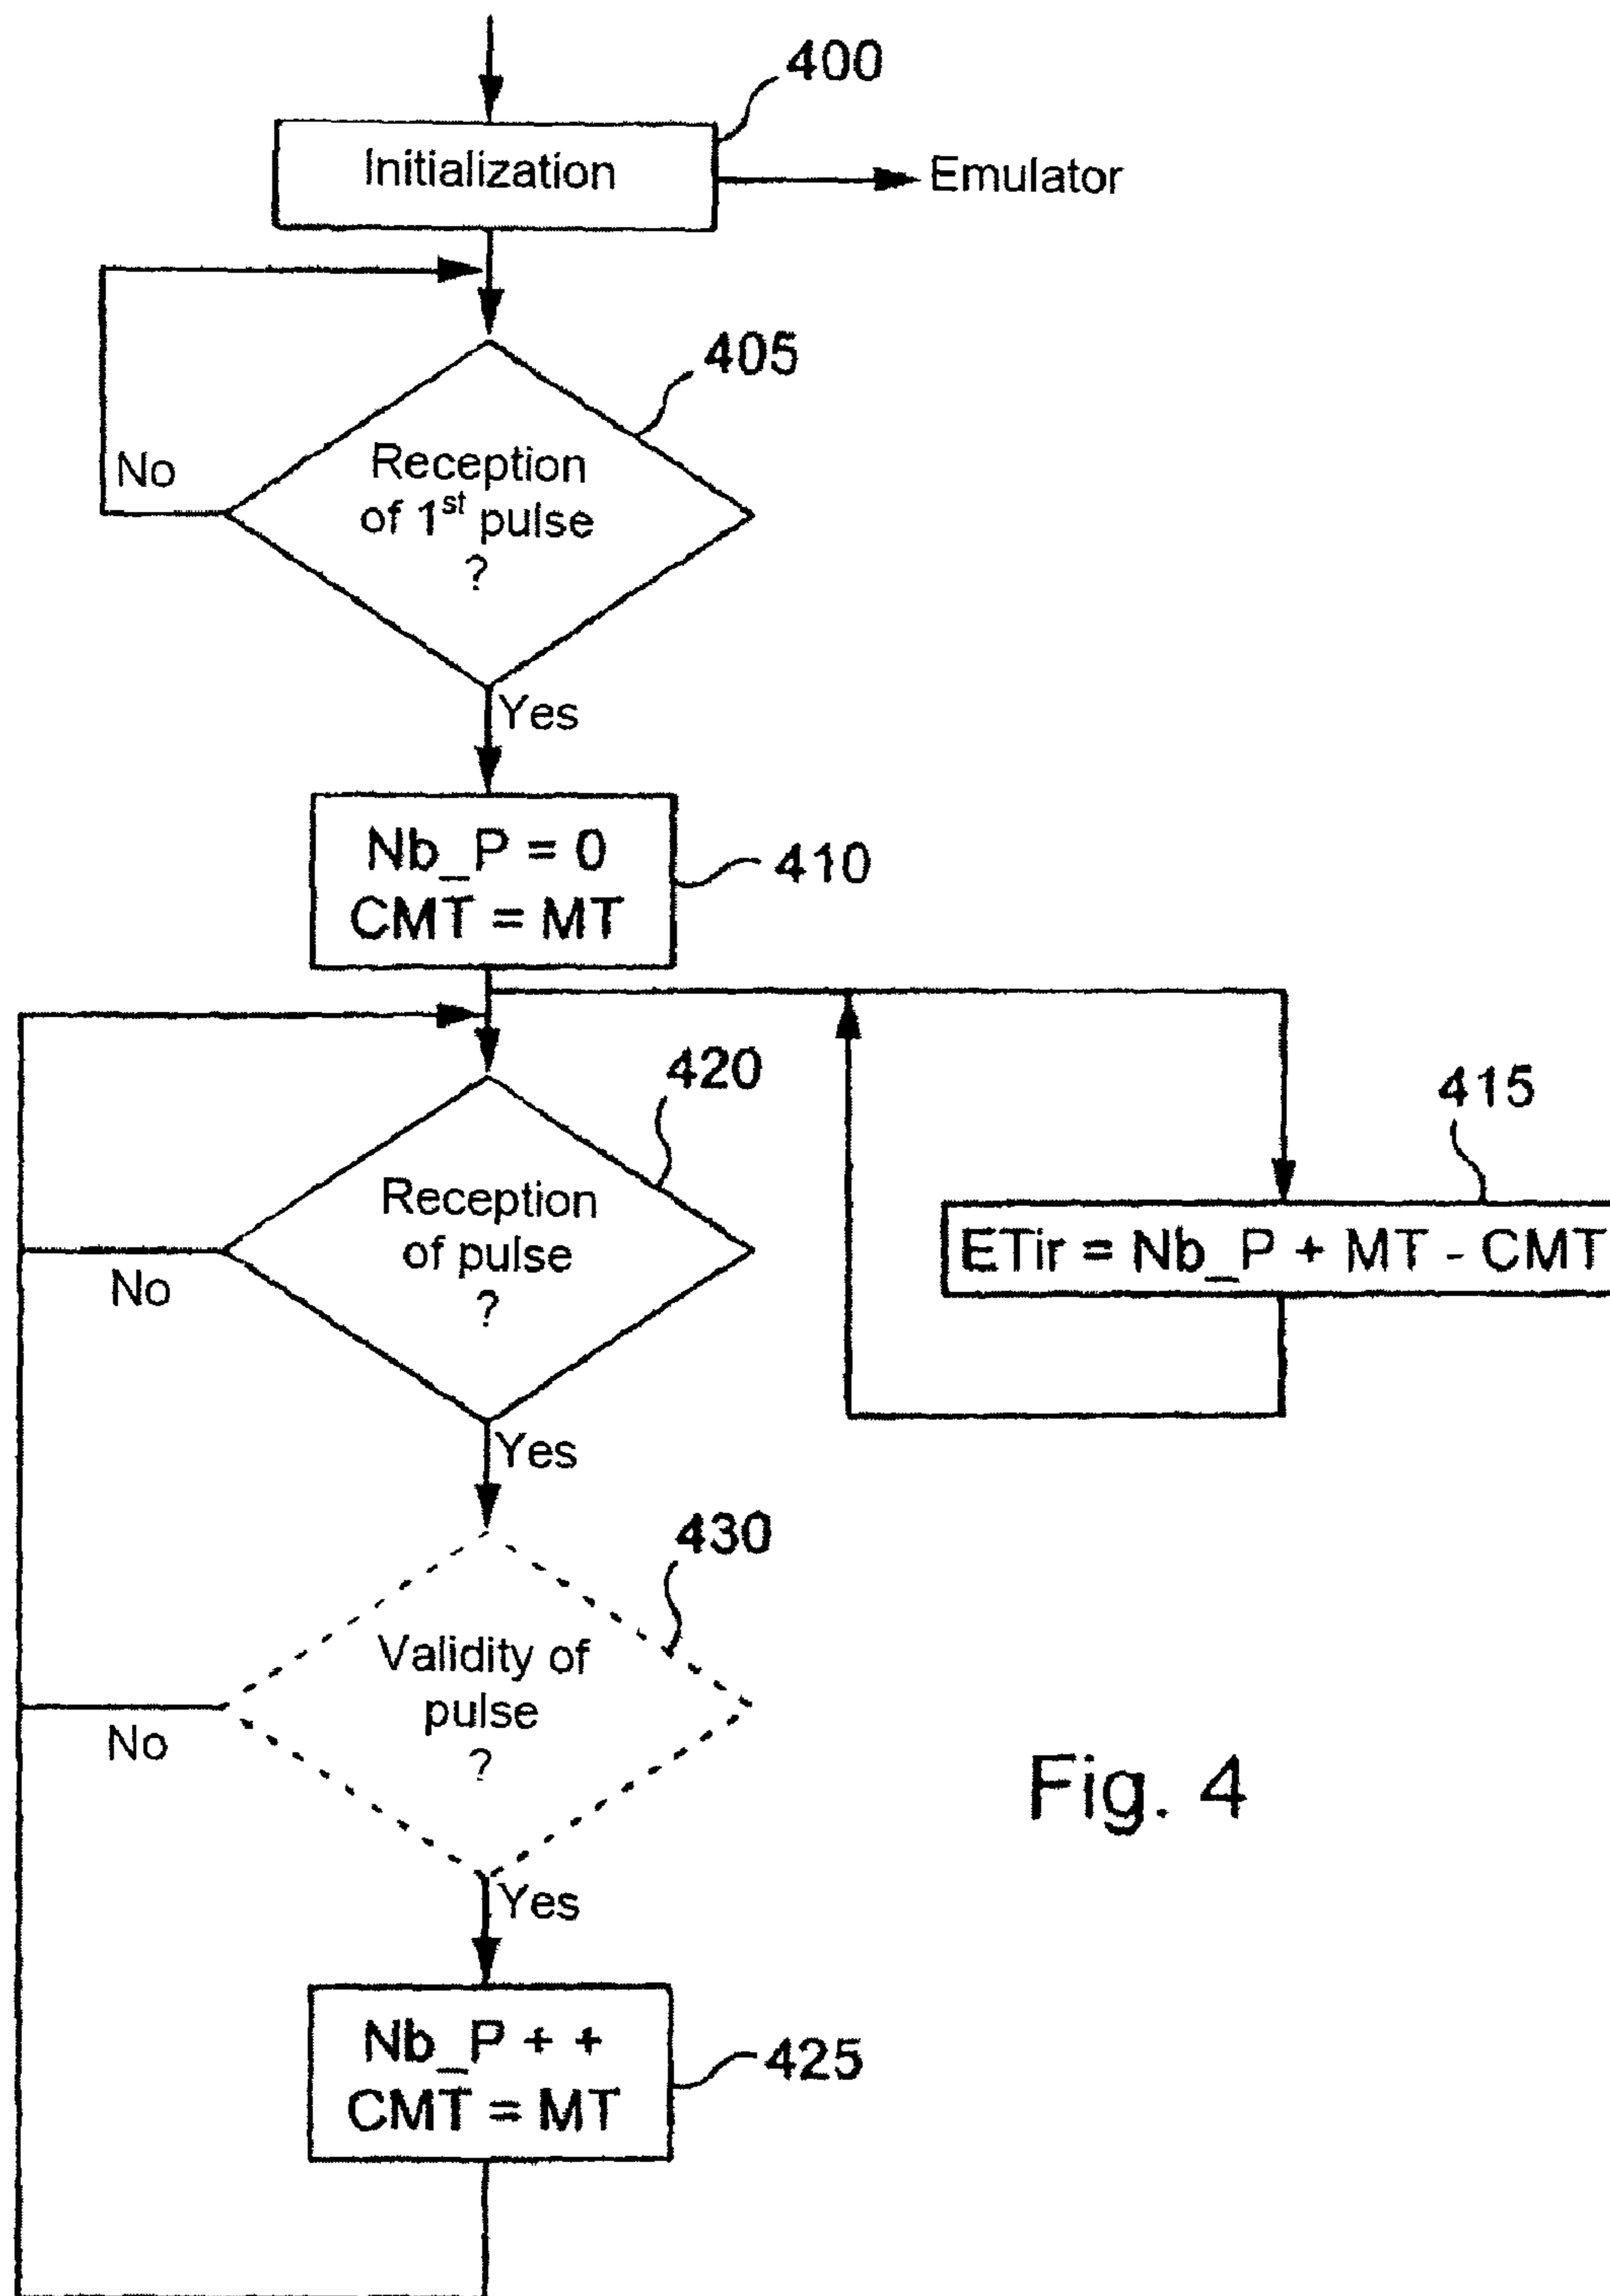 400
Initialization
Emulator
405
No
Reception
of 1st pulse
?
Yes
Nb_P = 0
CMT = MT
410
420
415
Reception
of pulse
?
No
ETir = Nb_P + MT - CMT
Yes
430
Validity of
pulse
?
No
Fig. 4
Yes
Nb_P + +
CMT = MT
425